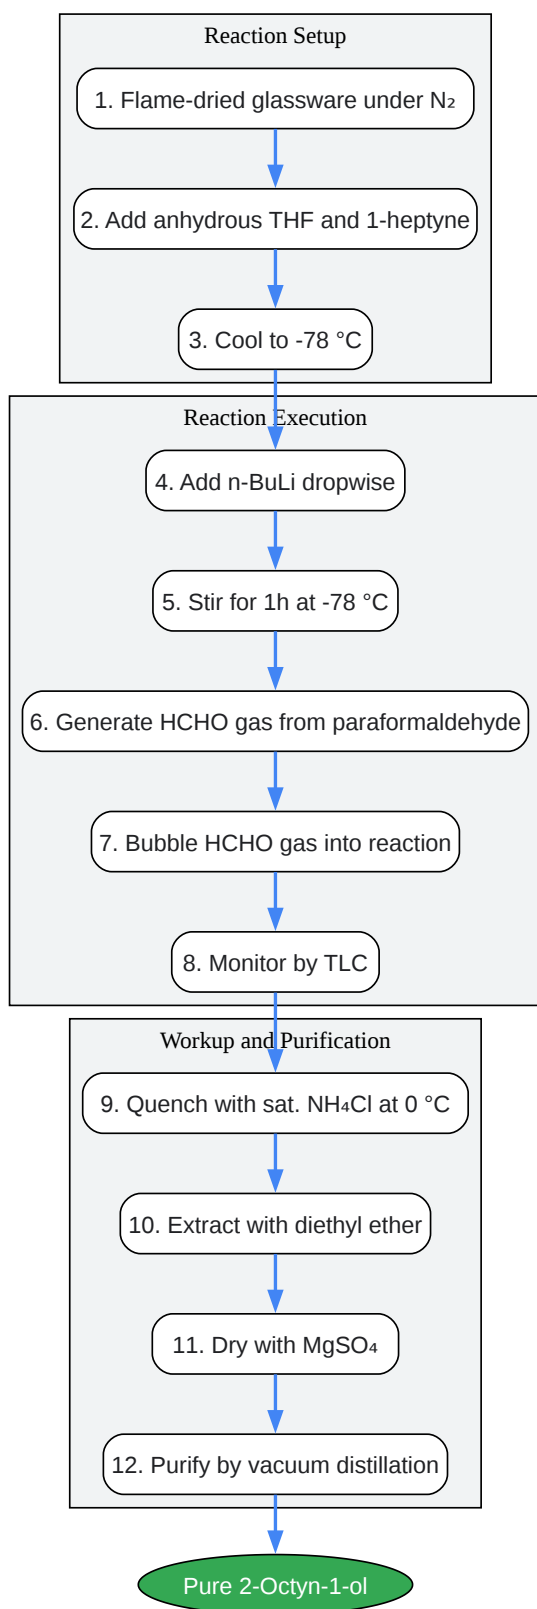 Reaction Setup
1. Flame-dried glassware under N₂
2. Add anhydrous THF and 1-heptyne
3. Cool to -78 °C
Reaction Execution
4. Add n-BuLi dropwise
5. Stir for 1h at -78 °C
6. Generate HCHO gas from paraformaldehyde
7. Bubble HCHO gas into reaction
8. Monitor by TLC
Workup and Purification
9. Quench with sat. NH₄Cl at 0 °C
10. Extract with diethyl ether
11. Dry with MgSO₄
12. Purify by vacuum distillation
Pure 2-Octyn-1-ol